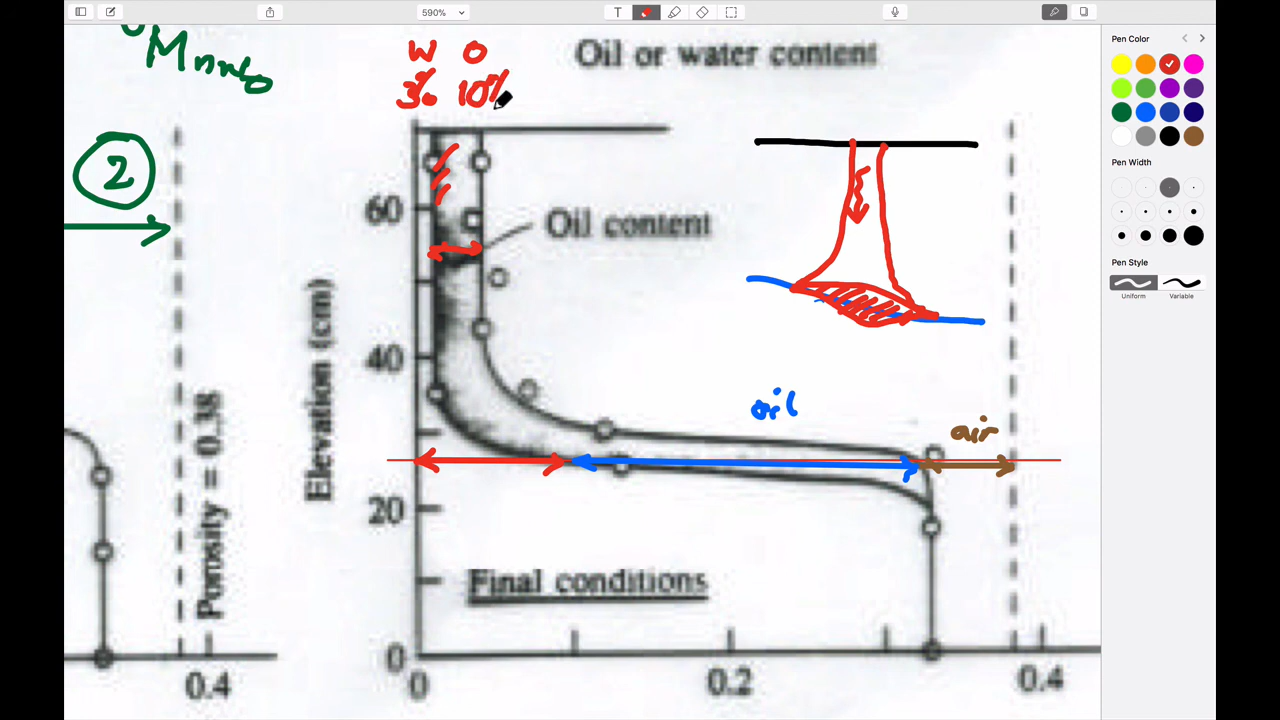 590%
T
Mnnto
W O
3% 10%
Oil or water content
2
60
Oil content
40
20
0
Elevation (cm)
oil
air
Porosity = 0.38
Final conditions
0.4
0
0.2
0.4
Pen Color
Pen Width
Pen Style
Uniform
Variable